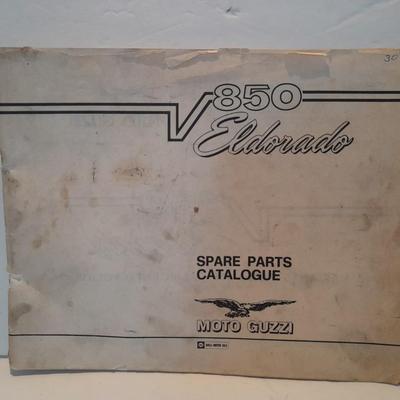 30
V850
Eldorado
SPARE PARTS
CATALOGUE
MOTO GUZZI